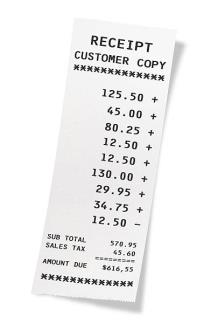 RECEIPT
CUSTOMER COPY
****************
125.50 +
45.00 +
80.25 +
12.50 +
12.50 +
130.00 +
29.95 +
34.75 +
12.50 -
SUB TOTAL 570.95
SALES TAX 45.60
========
AMOUNT DUE $616,55
****************